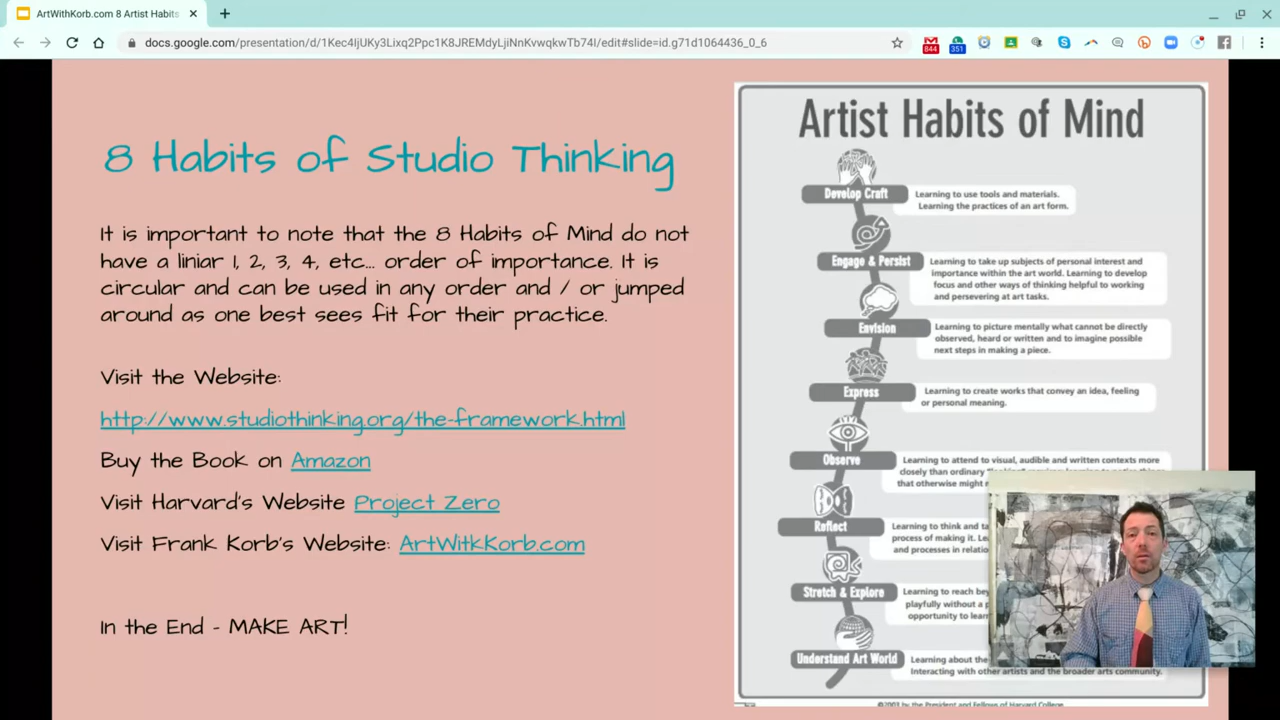 ArtWithKorb.com 8 Artist Habits
docs.google.com/presentation/d/1Kec4IjUKy3Lixq2Ppc1K8JREMdyLjiNnKvwqkwTb74I/edit#slide=id.g71d1064436_0_6
844
351
8 Habits of Studio Thinking
It is important to note that the 8 Habits of Mind do not
have a liniar 1, 2, 3, 4, etc... order of importance. It is
circular and can be used in any order and / or jumped
around as one best sees fit for their practice.
Visit the Website:
http://www.studiothinking.org/the-framework.html
Buy the Book on Amazon
Visit Harvard's Website Project Zero
Visit Frank Korb's Website: ArtWitkKorb.com
In the End - MAKE ART!
Artist Habits of Mind
Develop Craft
Learning to use tools and materials.
Learning the practices of an art form.
Engage & Persist
Learning to take up subjects of personal interest and
importance within the art world. Learning to develop
focus and other ways of thinking helpful to working
and persevering at art tasks.
Envision
Learning to picture mentally what cannot be directly
observed, heard or written and to imagine possible
next steps in making a piece.
Express
Learning to create works that convey an idea, feeling
or personal meaning.
Observe
Learning to attend to visual, audible and written contexts more
closely than ordinary
that otherwise might
Reflect
Learning to think and
process of making it.
and processes in
Stretch & Explore
Learning to reach
playfully without a
opportunity to
Understand Art World
Learning about the
Interacting with other artists and the broader arts community.
©2003 by the President and Fellows of Harvard College